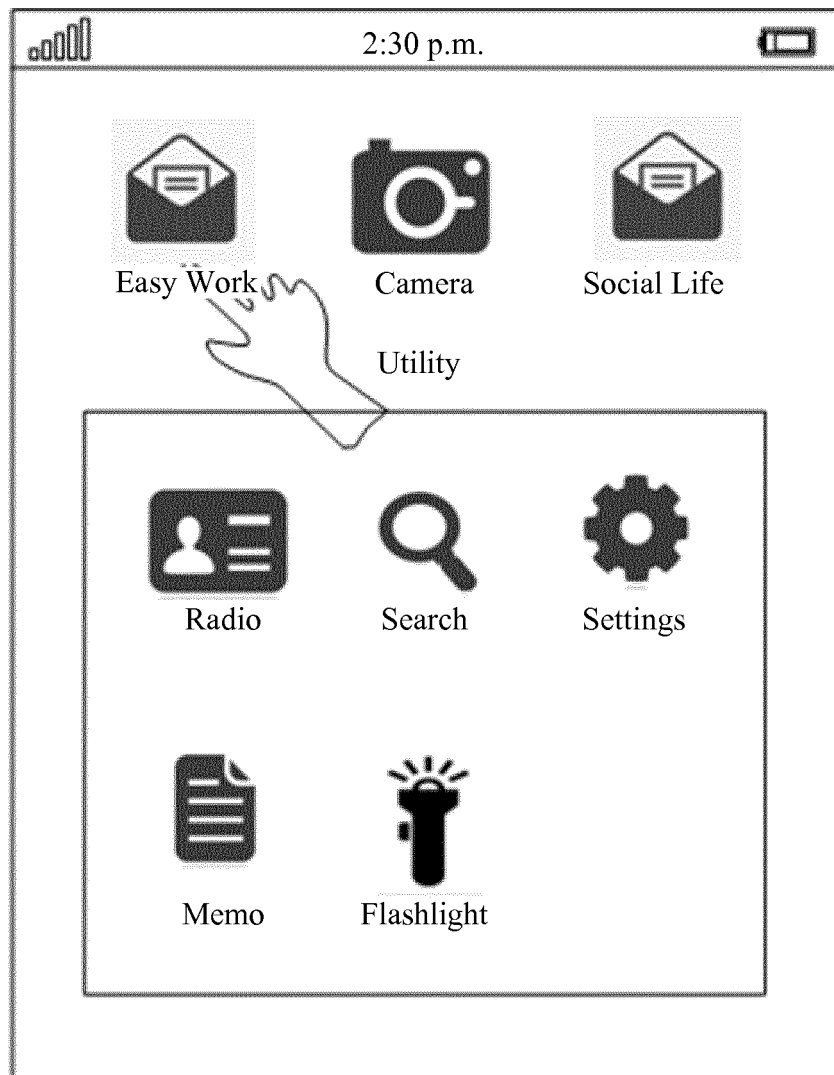 2:30 p.m.
Easy Work
Camera
Social Life
Utility
Radio
Search
Settings
Memo
Flashlight